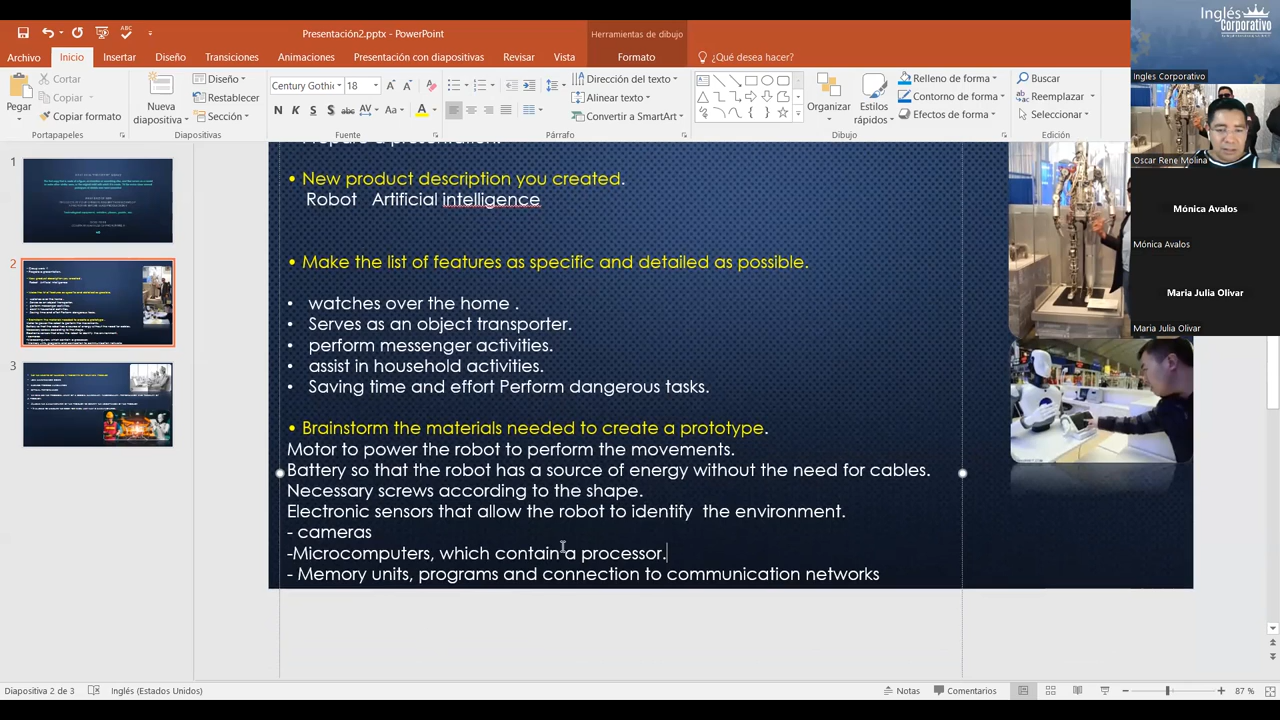 Presentación2.pptx - PowerPoint
Herramientas de dibujo
Archivo
Inicio
Insertar
Diseño
Transiciones
Animaciones
Presentación con diapositivas
Revisar
Vista
Formato
¿Qué desea hacer?
Pegar
Cortar
Copiar
Copiar formato
Portapapeles
Nueva diapositiva
Diseño
Restablecer
Sección
Diapositivas
Century Gothic
18
Fuente
Párrafo
Dirección del texto
Alinear texto
Convertir a SmartArt
Organizar
Estilos rápidos
Relleno de forma
Contorno de forma
Efectos de forma
Dibujo
Buscar
Reemplazar
Seleccionar
Edición
Inglés Corporativo
Ingles Corporativo
Oscar Rene Molina
Mónica Avalos
Mónica Avalos
Maria Julia Olivar
Maria Julia Olivar
1
2
3
Prepare a presentation.
• New product description you created.
Robot Artificial intelligence
• Make the list of features as specific and detailed as possible.
• watches over the home .
• Serves as an object transporter.
• perform messenger activities.
• assist in household activities.
• Saving time and effort Perform dangerous tasks.
• Brainstorm the materials needed to create a prototype.
Motor to power the robot to perform the movements.
Battery so that the robot has a source of energy without the need for cables.
Necessary screws according to the shape.
Electronic sensors that allow the robot to identify the environment.
- cameras
-Microcomputers, which contain a processor.
- Memory units, programs and connection to communication networks
Diapositiva 2 de 3
Inglés (Estados Unidos)
Notas
Comentarios
87 %